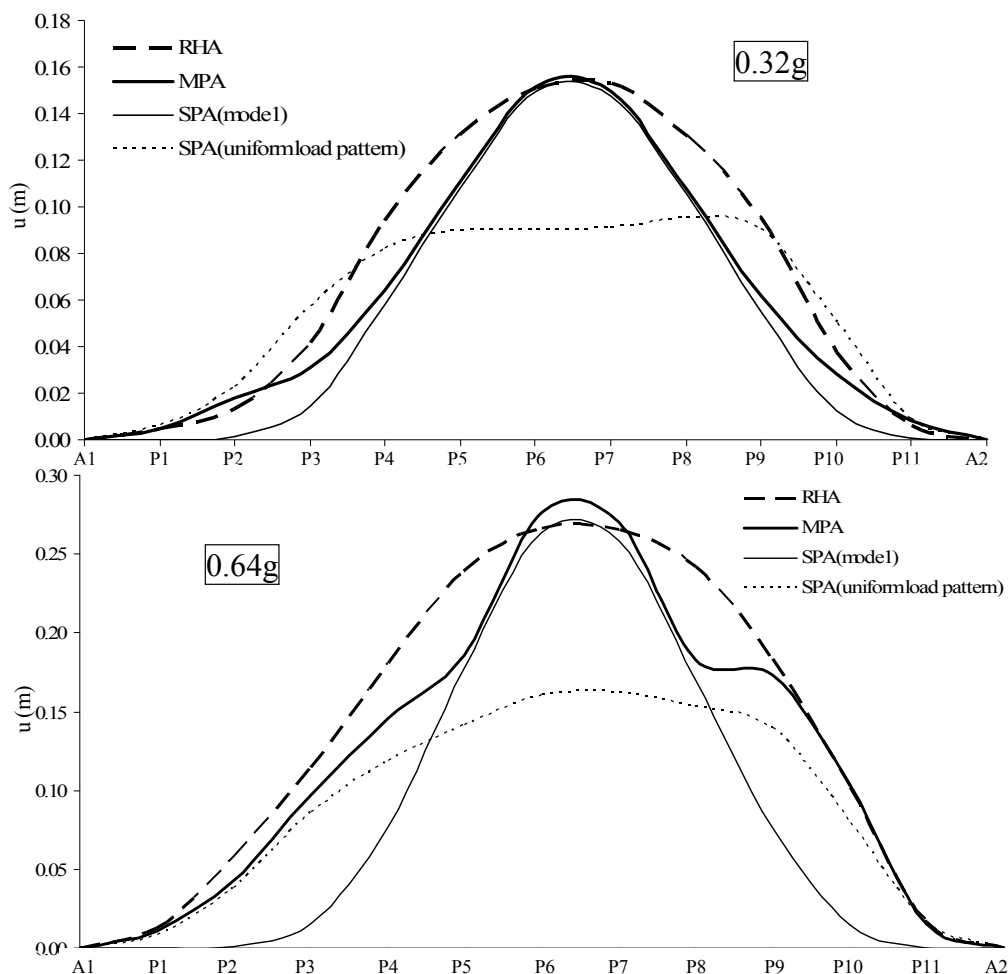 0.18
RHA
0.32g
0.16
MPA
SPA(mode1)
0.14
SPA(uniformload pattern)
0.12
u (m)
0.10
0.08
0.06
0.04
0.02
0.00
A1 P1 P2 P3 P4 P5 P6 P7 P8 P9 P10 P11 A2
0.30
RHA
MPA
0.25
0.64g
SPA(mode1)
SPA(uniformload pattern)
0.20
u (m)
0.15
0.10
0.05
0.00
A1 P1 P2 P3 P4 P5 P6 P7 P8 P9 P10 P11 A2